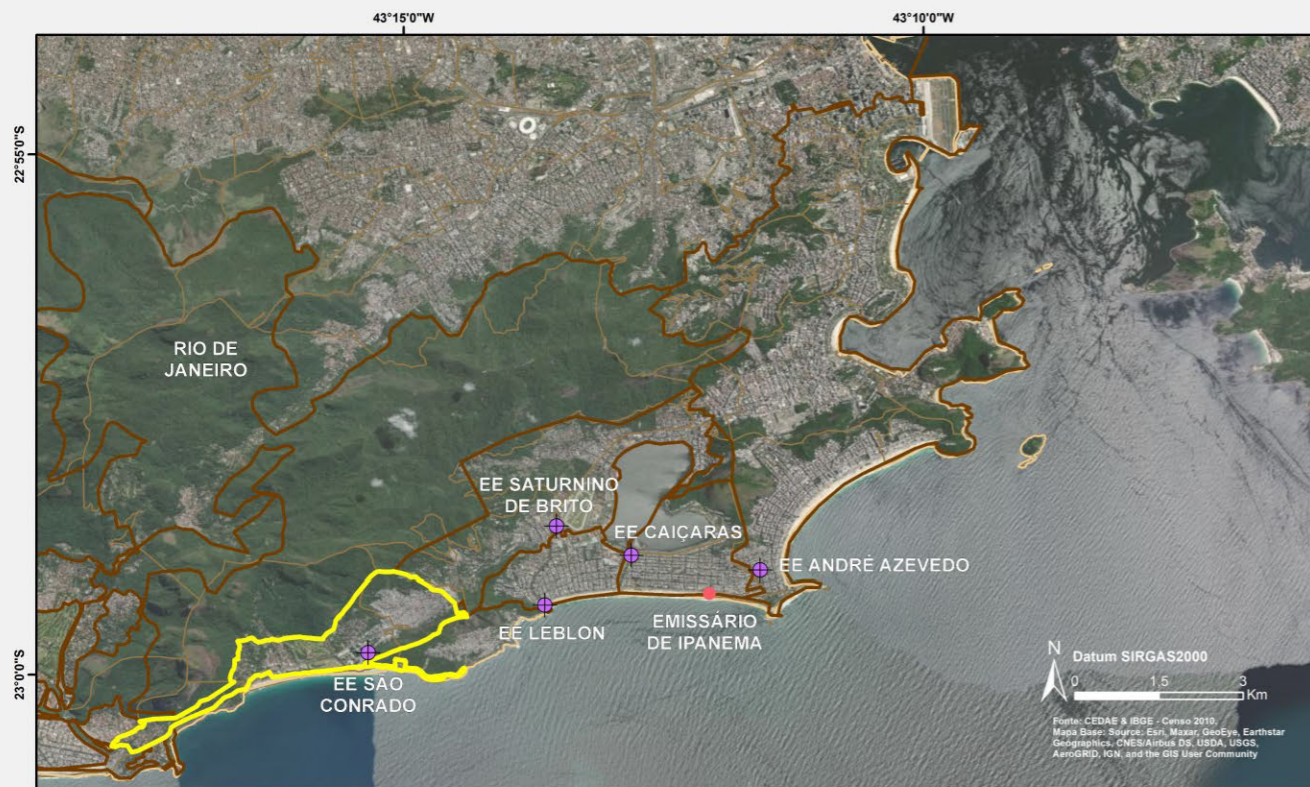 43°15'0"W
43°10'0"W
22°55'0"S
RIO DE
JANEIRO
EE SATURNINO
DE BRITO
EE CAIÇARAS
EE ANDRÉ AZEVEDO
EE LEBLON
EMISSÁRIO
DE IPANEMA
23°0'0"S
EE SÃO
CONRADO
N
Datum SIRGAS2000
0 1,5 3
Km
Fonte: CEDAE & IBGE - Censo 2010.
Mapa Base: Source: Esri, Maxar, GeoEye, Earthstar
Geographics, CNES/Airbus DS, USDA, USGS,
AeroGRID, IGN, and the GIS User Community